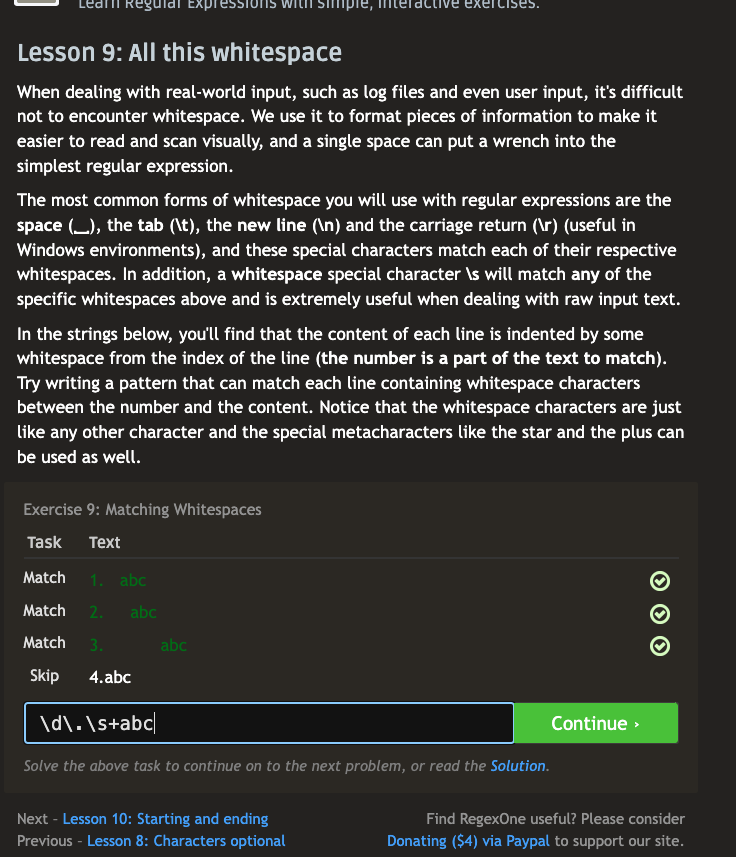 Learn Regular Expressions with simple, interactive exercises.
Lesson 9: All this whitespace
When dealing with real-world input, such as log files and even user input, it's difficult
not to encounter whitespace. We use it to format pieces of information to make it
easier to read and scan visually, and a single space can put a wrench into the
simplest regular expression.
The most common forms of whitespace you will use with regular expressions are the
space (␣), the tab (\t), the new line (\n) and the carriage return (\r) (useful in
Windows environments), and these special characters match each of their respective
whitespaces. In addition, a whitespace special character \s will match any of the
specific whitespaces above and is extremely useful when dealing with raw input text.
In the strings below, you'll find that the content of each line is indented by some
whitespace from the index of the line (the number is a part of the text to match).
Try writing a pattern that can match each line containing whitespace characters
between the number and the content. Notice that the whitespace characters are just
like any other character and the special metacharacters like the star and the plus can
be used as well.
Exercise 9: Matching Whitespaces
Task Text
Match 1.   abc
Match 2.     abc
Match 3.           abc
Skip 4.abc
\d\.\s+abc
Continue ›
Solve the above task to continue on to the next problem, or read the Solution.
Next – Lesson 10: Starting and ending
Previous – Lesson 8: Characters optional
Find RegexOne useful? Please consider
Donating ($4) via Paypal to support our site.